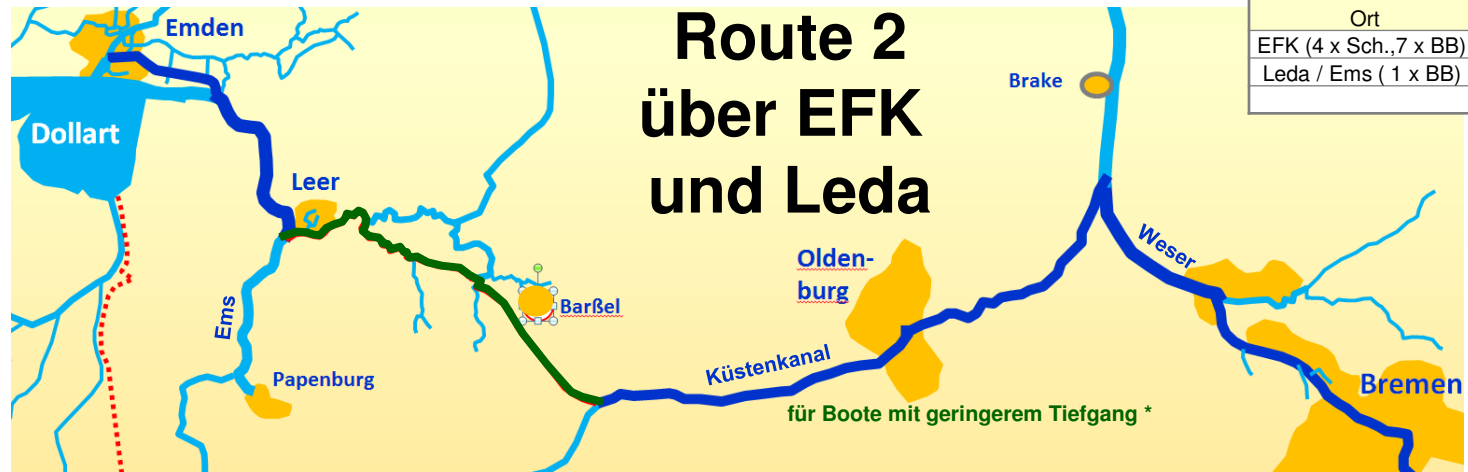 Route 2
über EFK
und Leda
Ort
EFK (4 x Sch.,7 x BB)
Leda / Ems ( 1 x BB)
Emden
Brake
Dollart
Leer
Weser
Olden-
burg
Barßel
Ems
Küstenkanal
Papenburg
Bremen
für Boote mit geringerem Tiefgang *